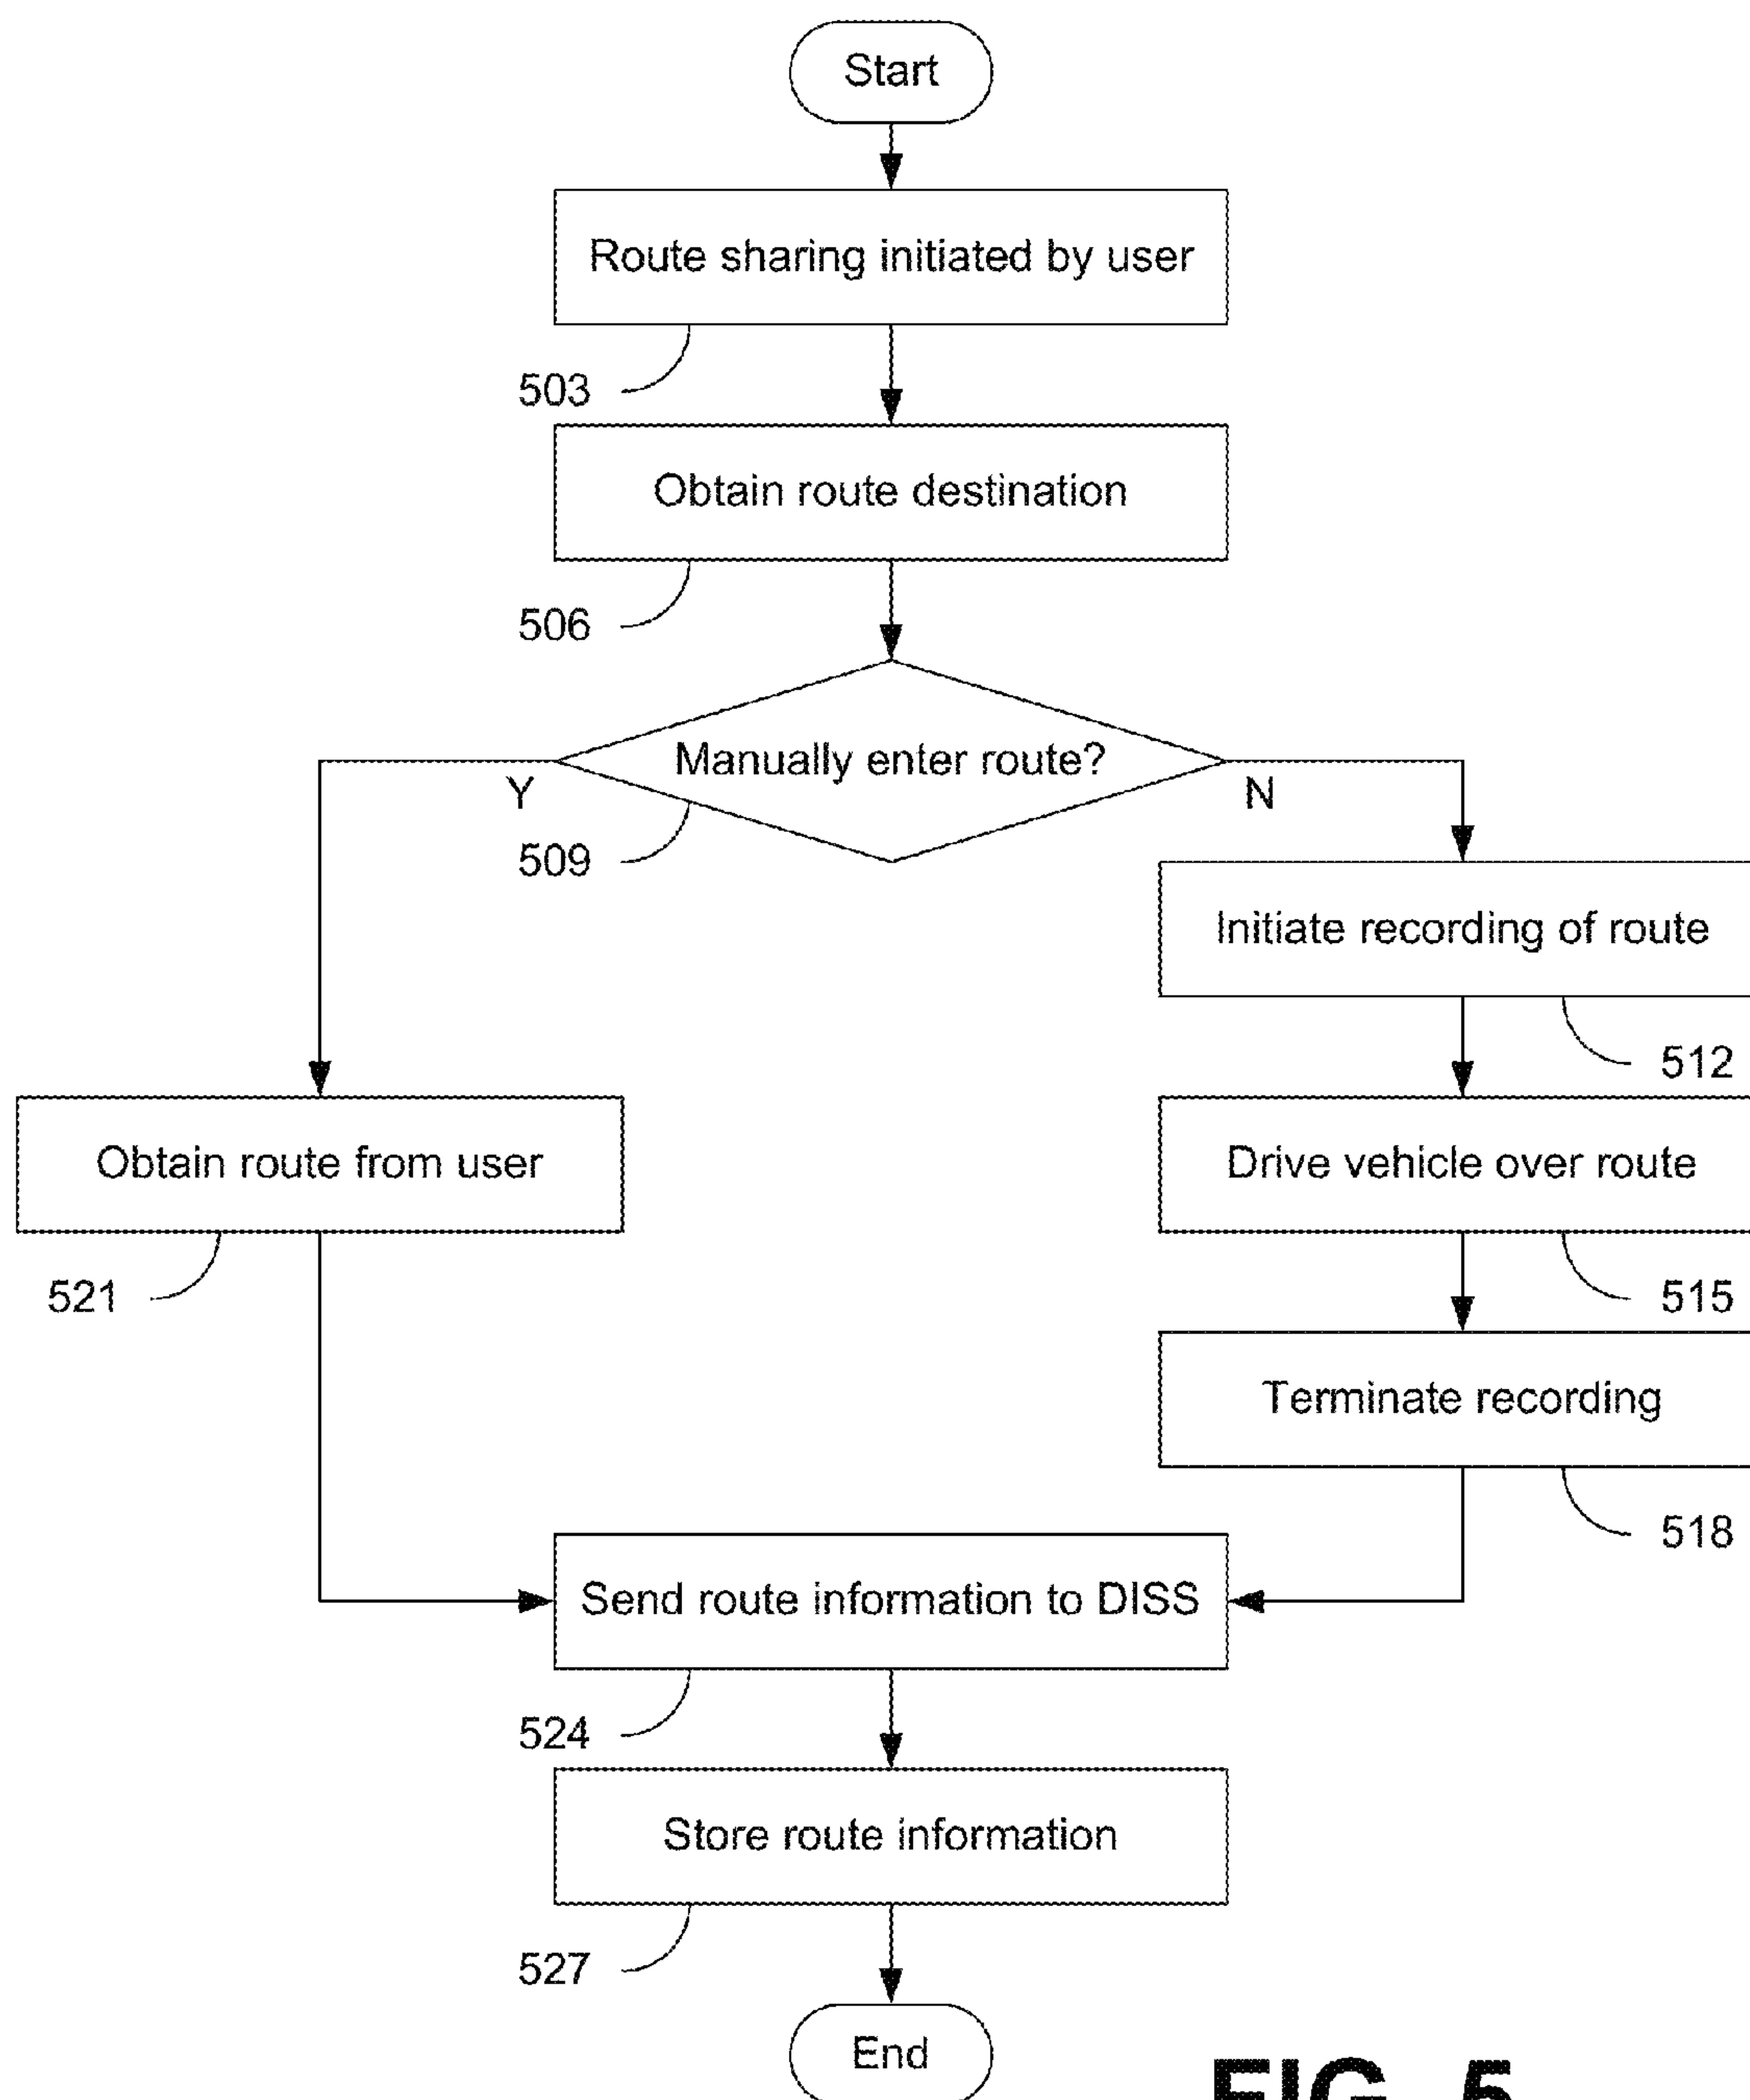 Start
Route sharing initiated by user
503
Obtain route destination
506
Manually enter route?
Y
N
509
Initiate recording of route
512
Obtain route from user
Drive vehicle over route
521
515
Terminate recording
518
Send route information to DISS
524
Store route information
527
End
FIG. 5